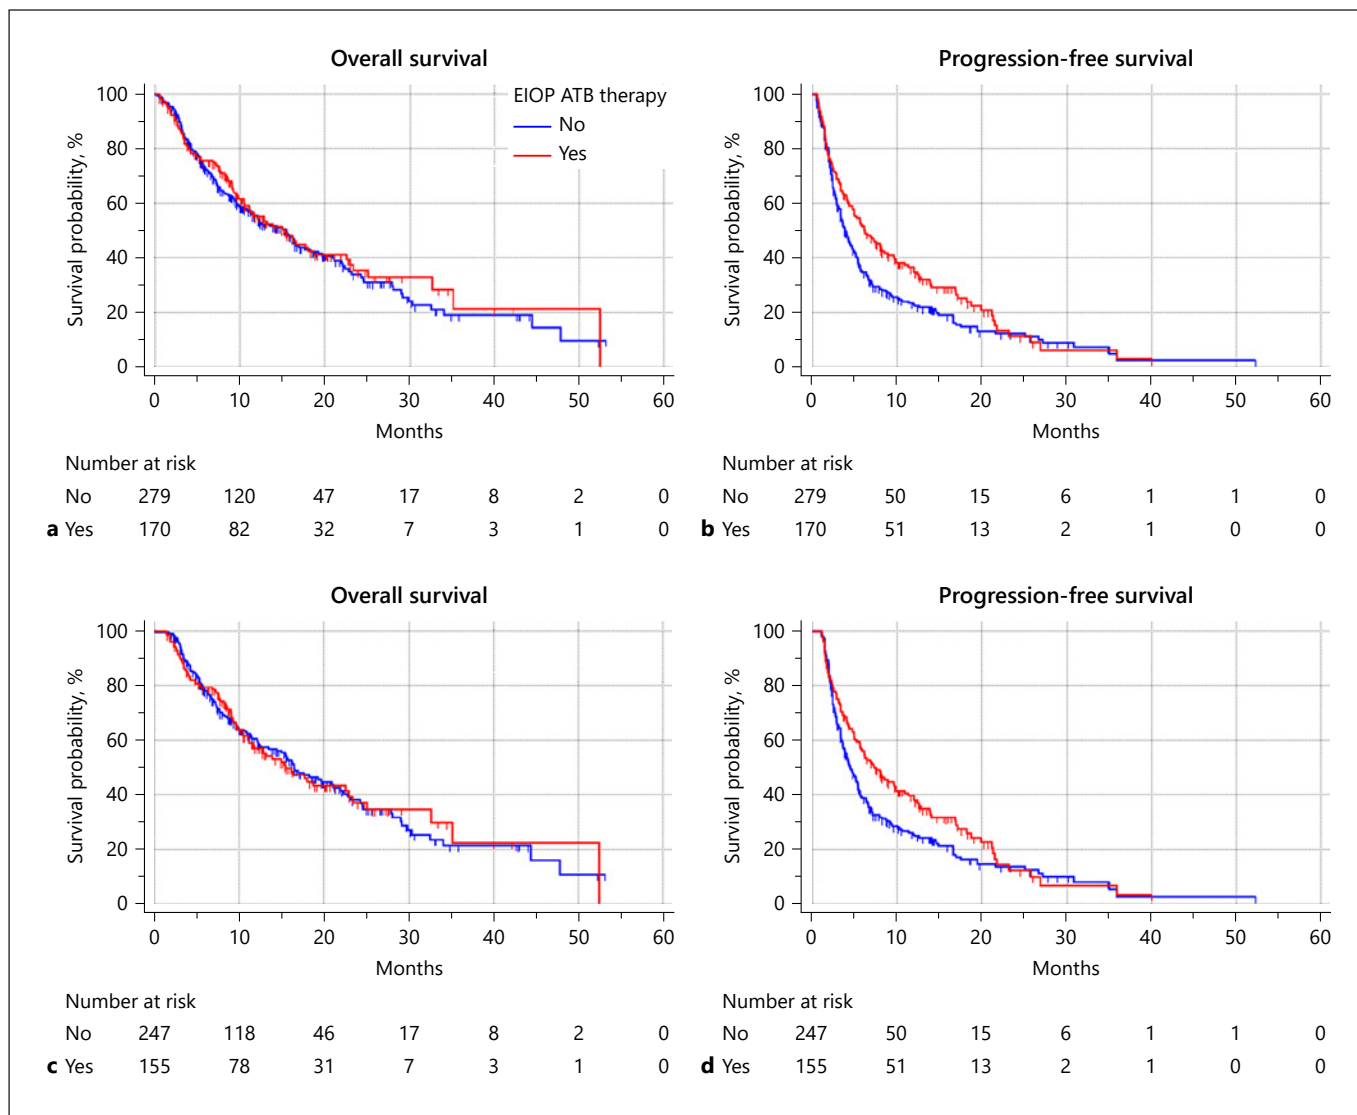 Overall survival
Survival probability, %
100
80
60
40
20
0
EIOP ATB therapy
No
Yes
0 10 20 30 40 50 60
Months
Number at risk
No 279 120 47 17 8 2 0
a Yes 170 82 32 7 3 1 0
Progression-free survival
Survival probability, %
100
80
60
40
20
0
0 10 20 30 40 50 60
Months
Number at risk
No 279 50 15 6 1 1 0
b Yes 170 51 13 2 1 0 0
Overall survival
Survival probability, %
100
80
60
40
20
0
0 10 20 30 40 50 60
Months
Number at risk
No 247 118 46 17 8 2 0
c Yes 155 78 31 7 3 1 0
Progression-free survival
Survival probability, %
100
80
60
40
20
0
0 10 20 30 40 50 60
Months
Number at risk
No 247 50 15 6 1 1 0
d Yes 155 51 13 2 1 0 0